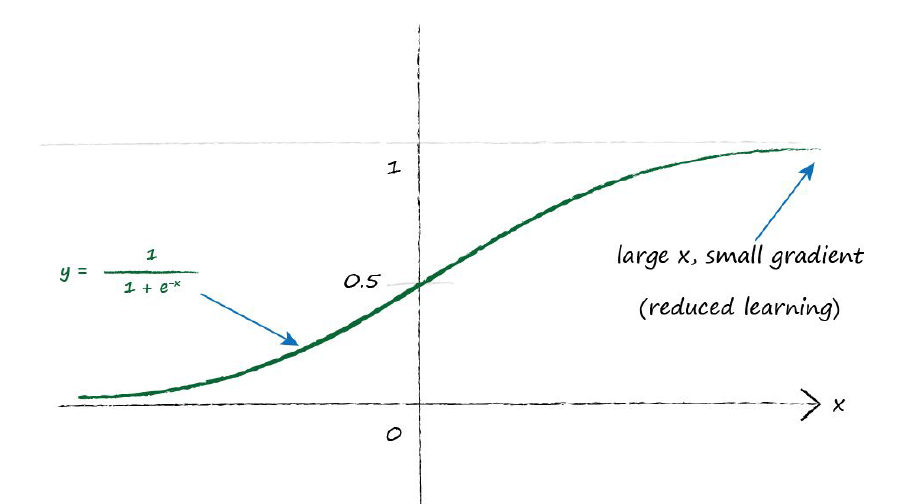 1
0.5
y = 1 / 1 + e^-x
large x, small gradient
(reduced learning)
x
0